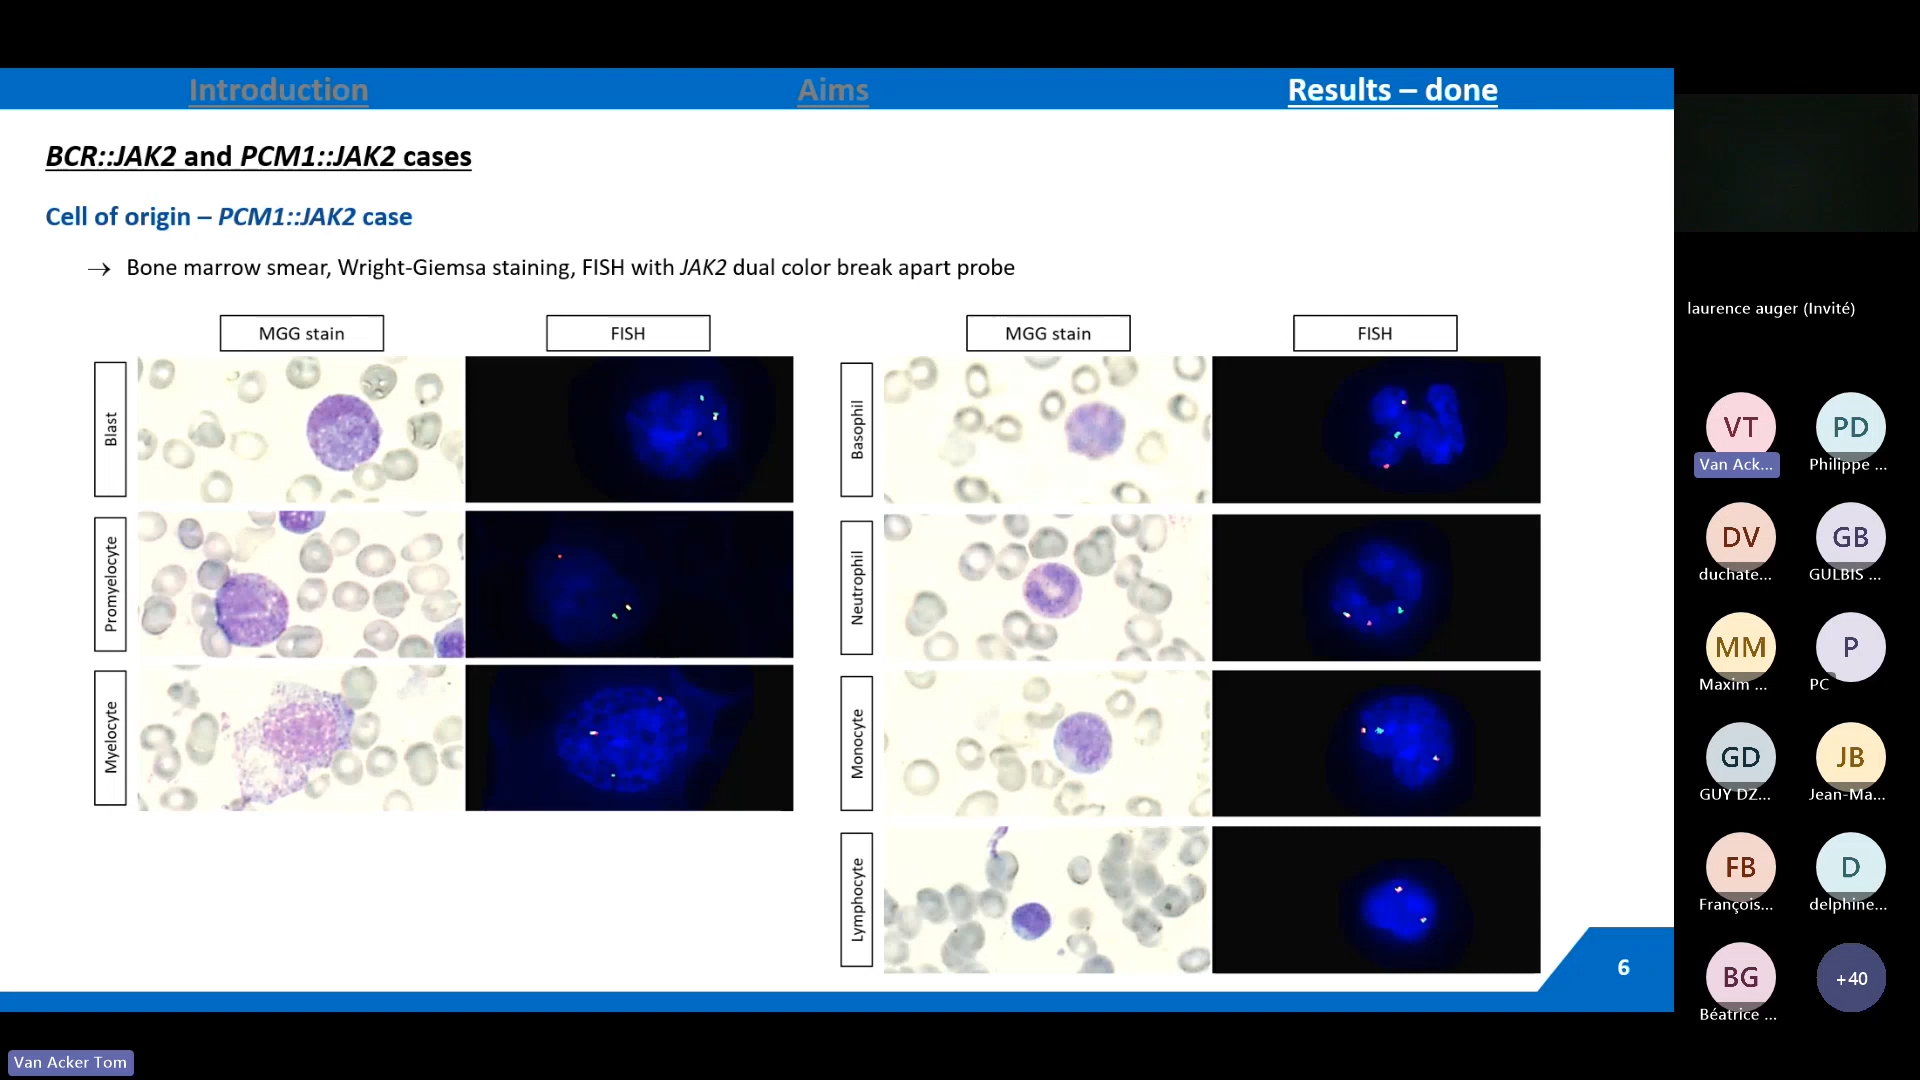 Introduction
Aims
Results – done
BCR::JAK2 and PCM1::JAK2 cases
Cell of origin – PCM1::JAK2 case
→ Bone marrow smear, Wright-Giemsa staining, FISH with JAK2 dual color break apart probe
MGG stain
FISH
MGG stain
FISH
Blast
Promyelocyte
Myelocyte
Basophil
Neutrophil
Monocyte
Lymphocyte
6
laurence auger (Invité)
VT
PD
Van Ack...
Philippe ...
DV
GB
duchate...
GULBIS ...
MM
P
Maxim ...
PC
GD
JB
GUY DZ...
Jean-Ma...
FB
D
François...
delphine...
BG
+40
Béatrice ...
Van Acker Tom